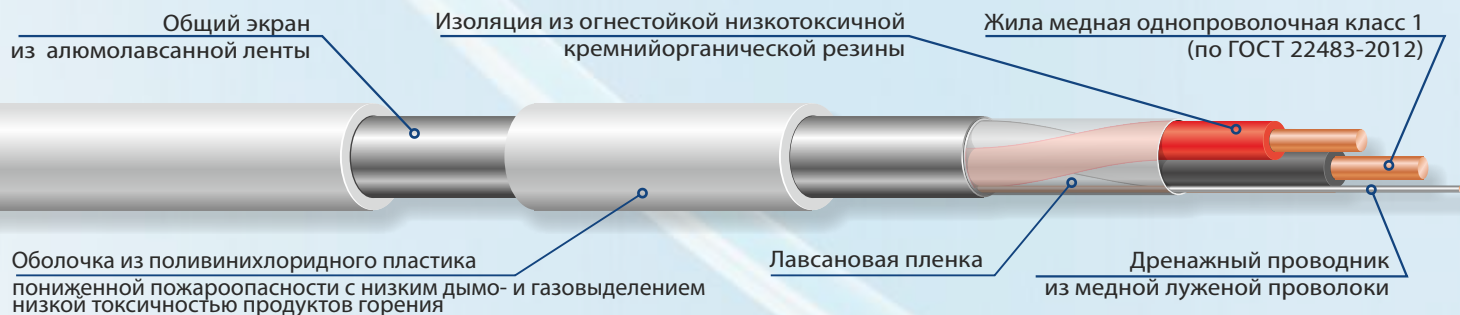 Общий экран
из алюмолавсанной ленты
Изоляция из огнестойкой низкотоксичной
кремнийорганической резины
Жила медная однопроволочная класс 1
(по ГОСТ 22483-2012)
Оболочка из поливинихлоридного пластика
пониженной пожароопасности с низким дымо- и газовыделением
низкой токсичностью продуктов горения
Лавсановая пленка
Дренажный проводник
из медной луженой проволоки